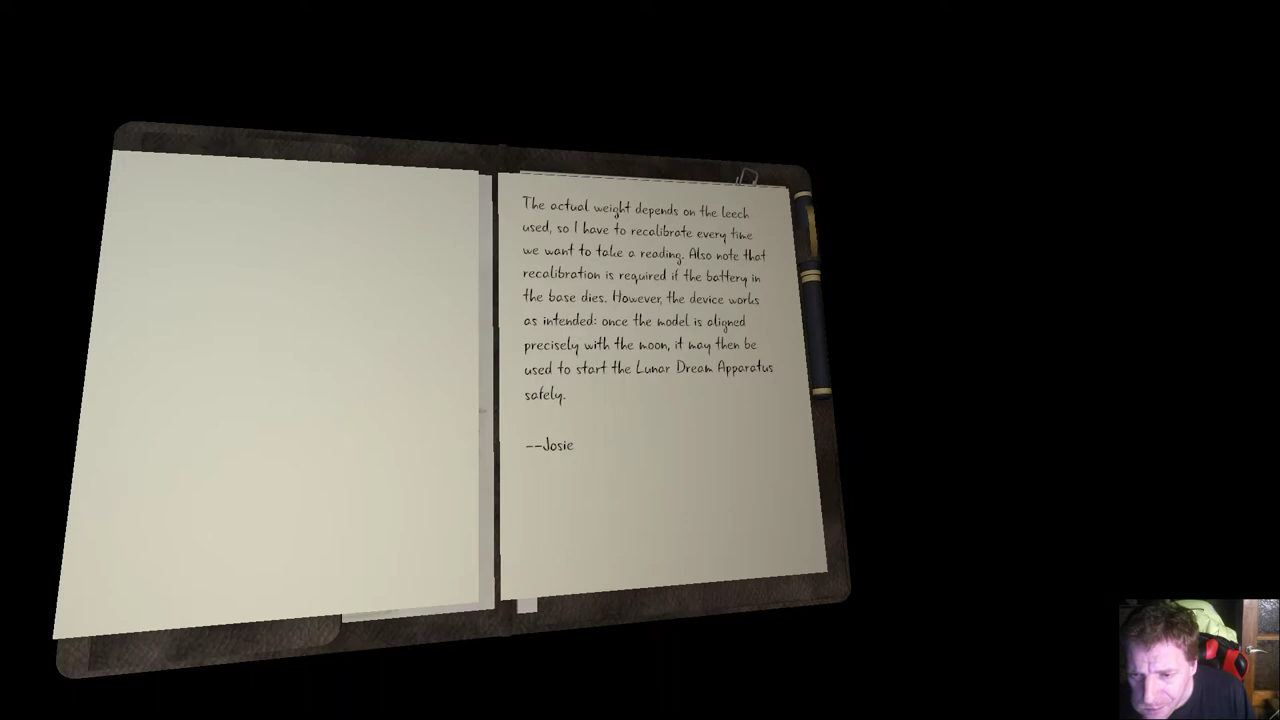 The actual weight depends on the leech
used, so I have to recalibrate every time
we want to take a reading. Also note that
recalibration is required if the battery in
the base dies. However, the device works
as intended: once the model is aligned
precisely with the moon, it may then be
used to start the Lunar Dream Apparatus
safely.
--Josie